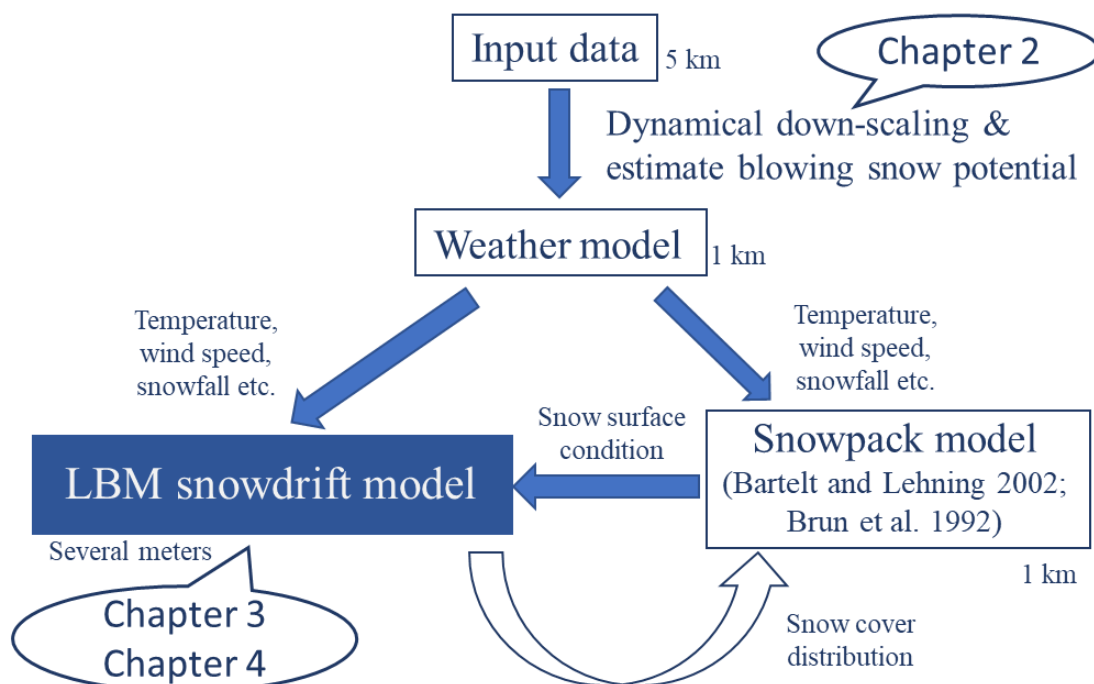 Input data
5 km
Chapter 2
Dynamical down-scaling &
estimate blowing snow potential
Weather model
1 km
Temperature,
wind speed,
snowfall etc.
Temperature,
wind speed,
snowfall etc.
Snow surface
condition
LBM snowdrift model
Several meters
Snowpack model
(Bartelt and Lehning 2002;
Brun et al. 1992)
1 km
Chapter 3
Chapter 4
Snow cover
distribution